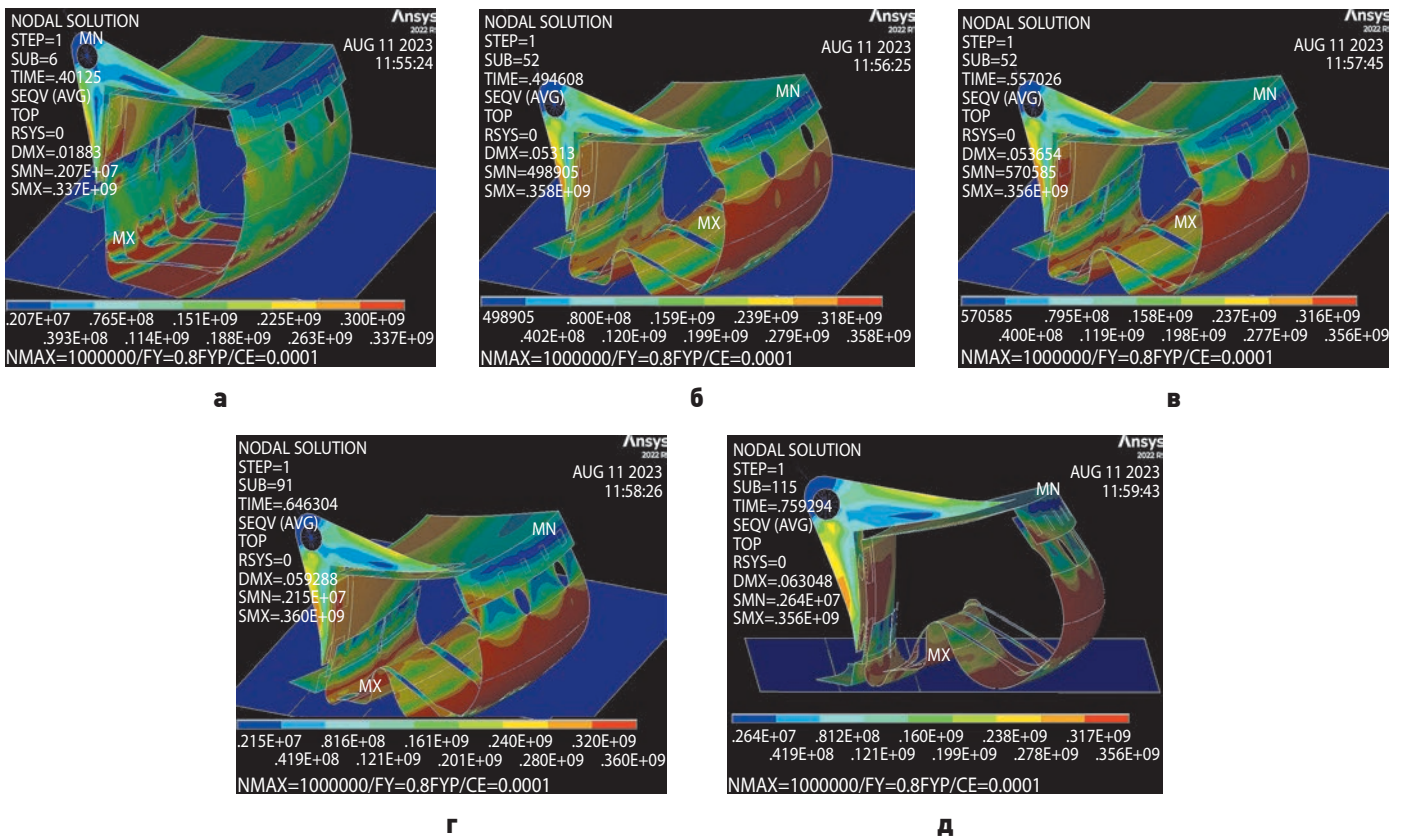 NODAL SOLUTION
STEP=1
SUB=6
TIME=.40125
SEQV (AVG)
TOP
RSYS=0
DMX=.01883
SMN=.207E+07
SMX=.337E+09
MN
MX
Ansys
AUG 11 2023
11:55:24
.207E+07 .765E+08 .151E+09 .225E+09 .300E+09
.393E+08 .114E+09 .188E+09 .263E+09 .337E+09
NMAX=1000000/FY=0.8FYP/CE=0.0001
а
NODAL SOLUTION
STEP=1
SUB=52
TIME=.494608
SEQV (AVG)
TOP
RSYS=0
DMX=.05313
SMN=498905
SMX=.358E+09
MN
MX
Ansys
AUG 11 2023
11:56:25
498905 .800E+08 .159E+09 .239E+09 .318E+09
.402E+08 .120E+09 .199E+09 .279E+09 .358E+09
NMAX=1000000/FY=0.8FYP/CE=0.0001
б
NODAL SOLUTION
STEP=1
SUB=52
TIME=.557026
SEQV (AVG)
TOP
RSYS=0
DMX=.053654
SMN=570585
SMX=.356E+09
MN
MX
Ansys
AUG 11 2023
11:57:45
570585 .795E+08 .158E+09 .237E+09 .316E+09
.400E+08 .119E+09 .198E+09 .277E+09 .356E+09
NMAX=1000000/FY=0.8FYP/CE=0.0001
в
NODAL SOLUTION
STEP=1
SUB=91
TIME=.646304
SEQV (AVG)
TOP
RSYS=0
DMX=.059288
SMN=.215E+07
SMX=.360E+09
MN
MX
Ansys
AUG 11 2023
11:58:26
.215E+07 .816E+08 .161E+09 .240E+09 .320E+09
.419E+08 .121E+09 .201E+09 .280E+09 .360E+09
NMAX=1000000/FY=0.8FYP/CE=0.0001
г
NODAL SOLUTION
STEP=1
SUB=115
TIME=.759294
SEQV (AVG)
TOP
RSYS=0
DMX=.063048
SMN=.264E+07
SMX=.356E+09
MN
MX
Ansys
AUG 11 2023
11:59:43
.264E+07 .812E+08 .160E+09 .238E+09 .317E+09
.419E+08 .121E+09 .199E+09 .278E+09 .356E+09
NMAX=1000000/FY=0.8FYP/CE=0.0001
д